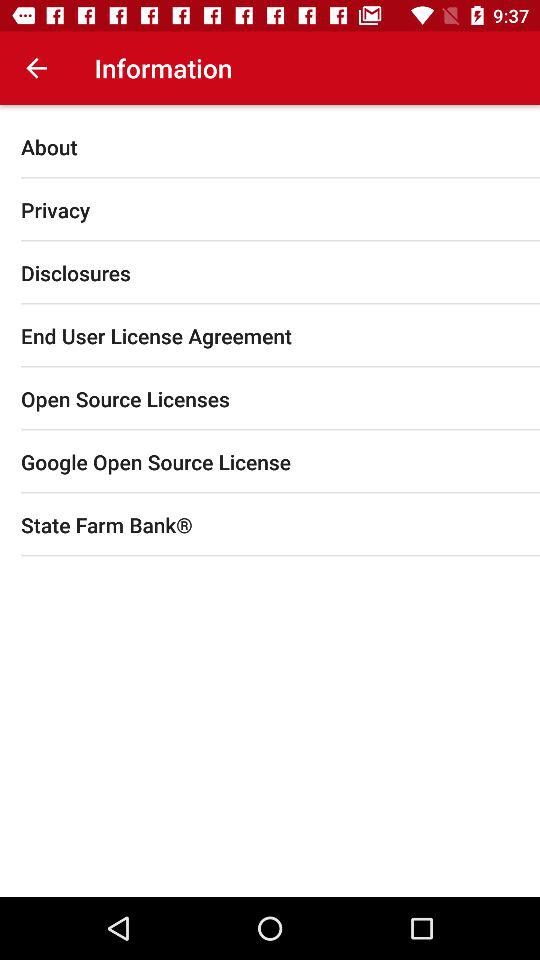 9:37
Information
About
Privacy
Disclosures
End User License Agreement
Open Source Licenses
Google Open Source License
State Farm Bank®